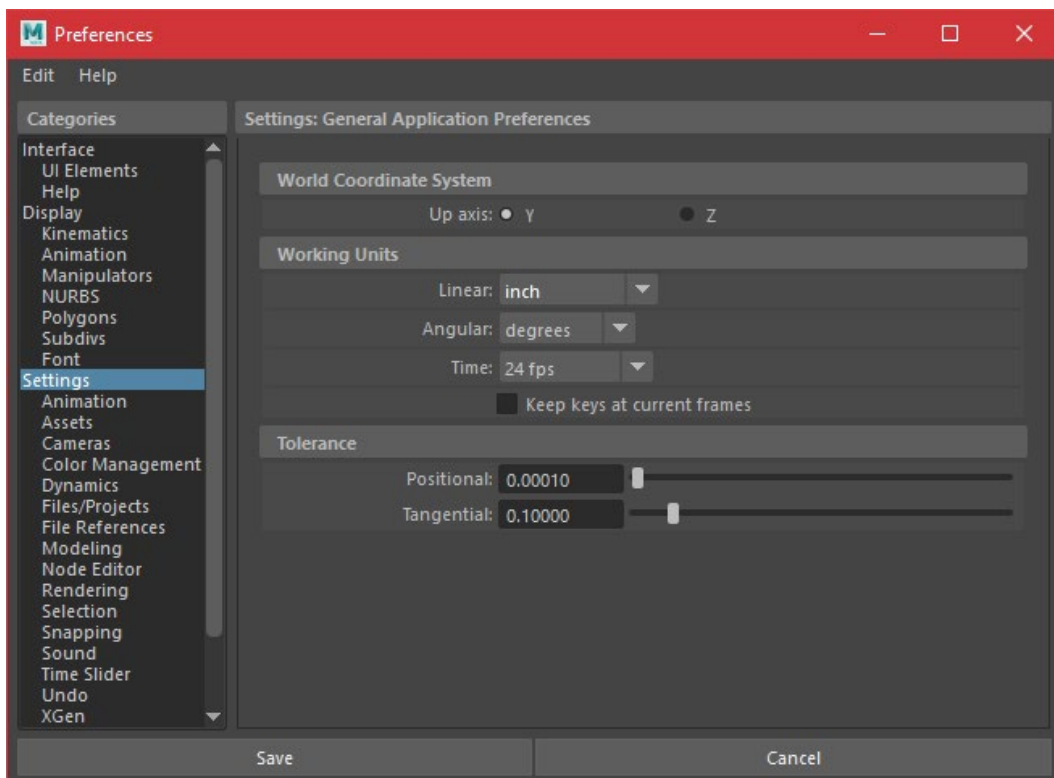 Preferences
Edit Help
Categories
Interface
UI Elements
Help
Display
Kinematics
Animation
Manipulators
NURBS
Polygons
Subdivs
Font
Settings
Animation
Assets
Cameras
Color Management
Dynamics
Files/Projects
File References
Modeling
Node Editor
Rendering
Selection
Snapping
Sound
Time Slider
Undo
XGen
Settings: General Application Preferences
World Coordinate System
Up axis: Y Z
Working Units
Linear: inch
Angular: degrees
Time: 24 fps
Keep keys at current frames
Tolerance
Positional: 0.00010
Tangential: 0.10000
Save Cancel